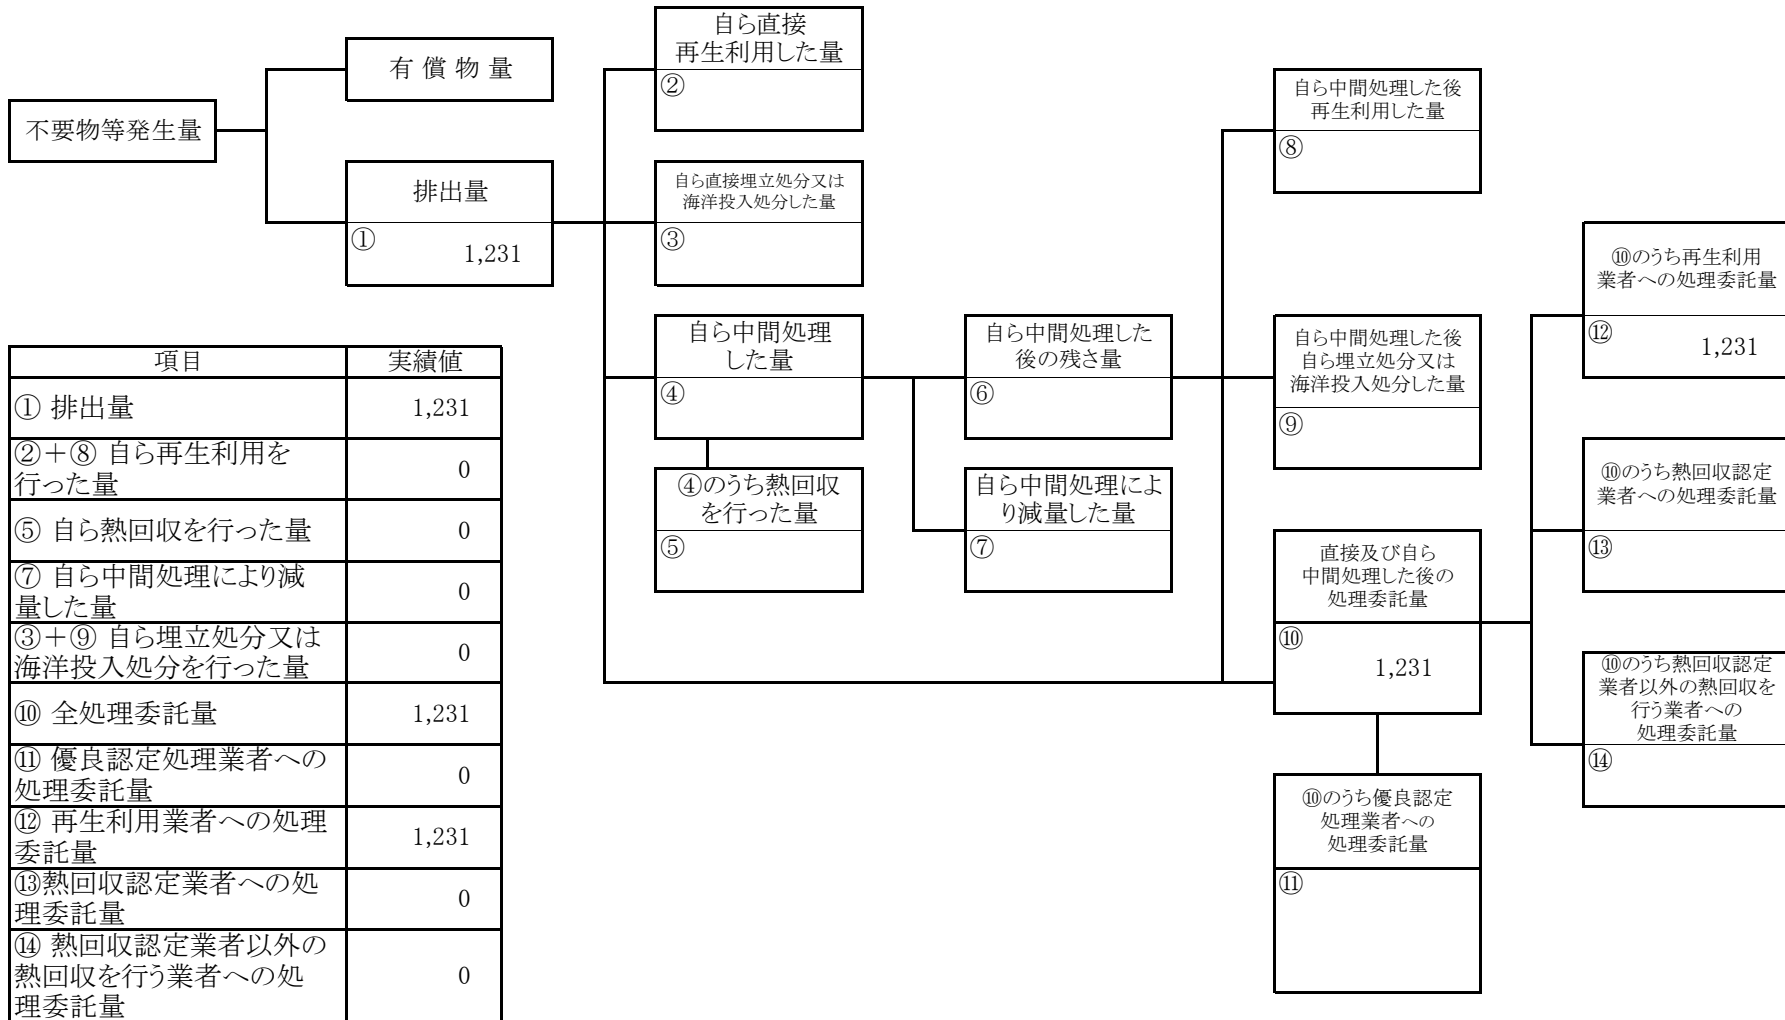 不要物等発生量
有償物量
排出量
①
1,231
自ら直接
再生利用した量
②
自ら直接埋立処分又は
海洋投入処分した量
③
自ら中間処理
した量
④
④のうち熱回収
を行った量
⑤
自ら中間処理した
後の残さ量
⑥
自ら中間処理によ
り減量した量
⑦
自ら中間処理した後
再生利用した量
⑧
自ら中間処理した後
自ら埋立処分又は
海洋投入処分した量
⑨
直接及び自ら
中間処理した後の
処理委託量
⑩
1,231
⑩のうち優良認定
処理業者への
処理委託量
⑪
⑩のうち再生利用
業者への処理委託量
⑫
1,231
⑩のうち熱回収認定
業者への処理委託量
⑬
⑩のうち熱回収認定
業者以外の熱回収を
行う業者への
処理委託量
⑭
項目 実績値
① 排出量 1,231
②+⑧ 自ら再生利用を
行った量 0
⑤ 自ら熱回収を行った量 0
⑦ 自ら中間処理により減
量した量 0
③+⑨ 自ら埋立処分又は
海洋投入処分を行った量 0
⑩ 全処理委託量 1,231
⑪ 優良認定処理業者への
処理委託量 0
⑫ 再生利用業者への処理
委託量 1,231
⑬熱回収認定業者への処
理委託量 0
⑭ 熱回収認定業者以外の
熱回収を行う業者への処
理委託量 0